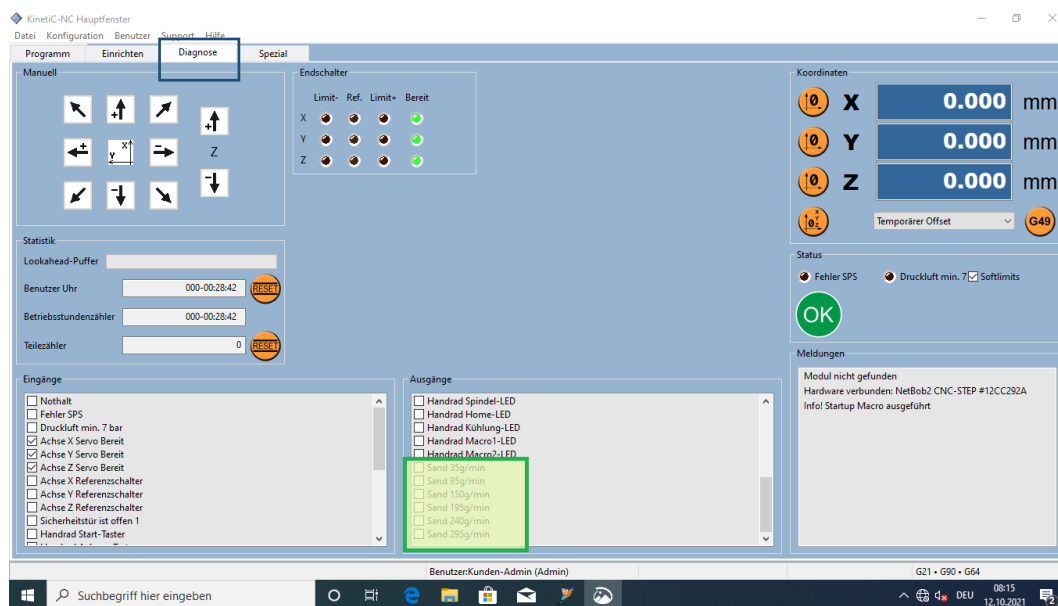 KinetiC-NC Hauptfenster
Datei Konfiguration Benutzer Support Hilfe
Programm Einrichten Diagnose Spezial
Manuell
Z
X
Y
Endschalter
Limit- Ref. Limit+ Bereit
X
Y
Z
Koordinaten
X 0.000 mm
Y 0.000 mm
Z 0.000 mm
Temporärer Offset G49
Statistik
Lookahead-Puffer
Benutzer Uhr 000-00:28:42 RESET
Betriebsstundenzähler 000-00:28:42
Teilezähler 0 RESET
Status
Fehler SPS Druckluft min. 7 Softlimits
OK
Meldungen
Modul nicht gefunden
Hardware verbunden: NetBob2 CNC-STEP #12CC292A
Info! Startup Macro ausgeführt
Eingänge
Nothalt
Fehler SPS
Druckluft min. 7 bar
Achse X Servo Bereit
Achse Y Servo Bereit
Achse Z Servo Bereit
Achse X Referenzschalter
Achse Y Referenzschalter
Achse Z Referenzschalter
Sicherheitstür ist offen 1
Handrad Start-Taster
Ausgänge
Handrad Spindel-LED
Handrad Home-LED
Handrad Kühlung-LED
Handrad Macro1-LED
Handrad Macro2-LED
Sand 35g/min
Sand 95g/min
Sand 150g/min
Sand 195g/min
Sand 240g/min
Sand 295g/min
Benutzer:Kunden-Admin (Admin) G21 • G90 • G64
Suchbegriff hier eingeben
DEU
08:15
12.10.2021
2